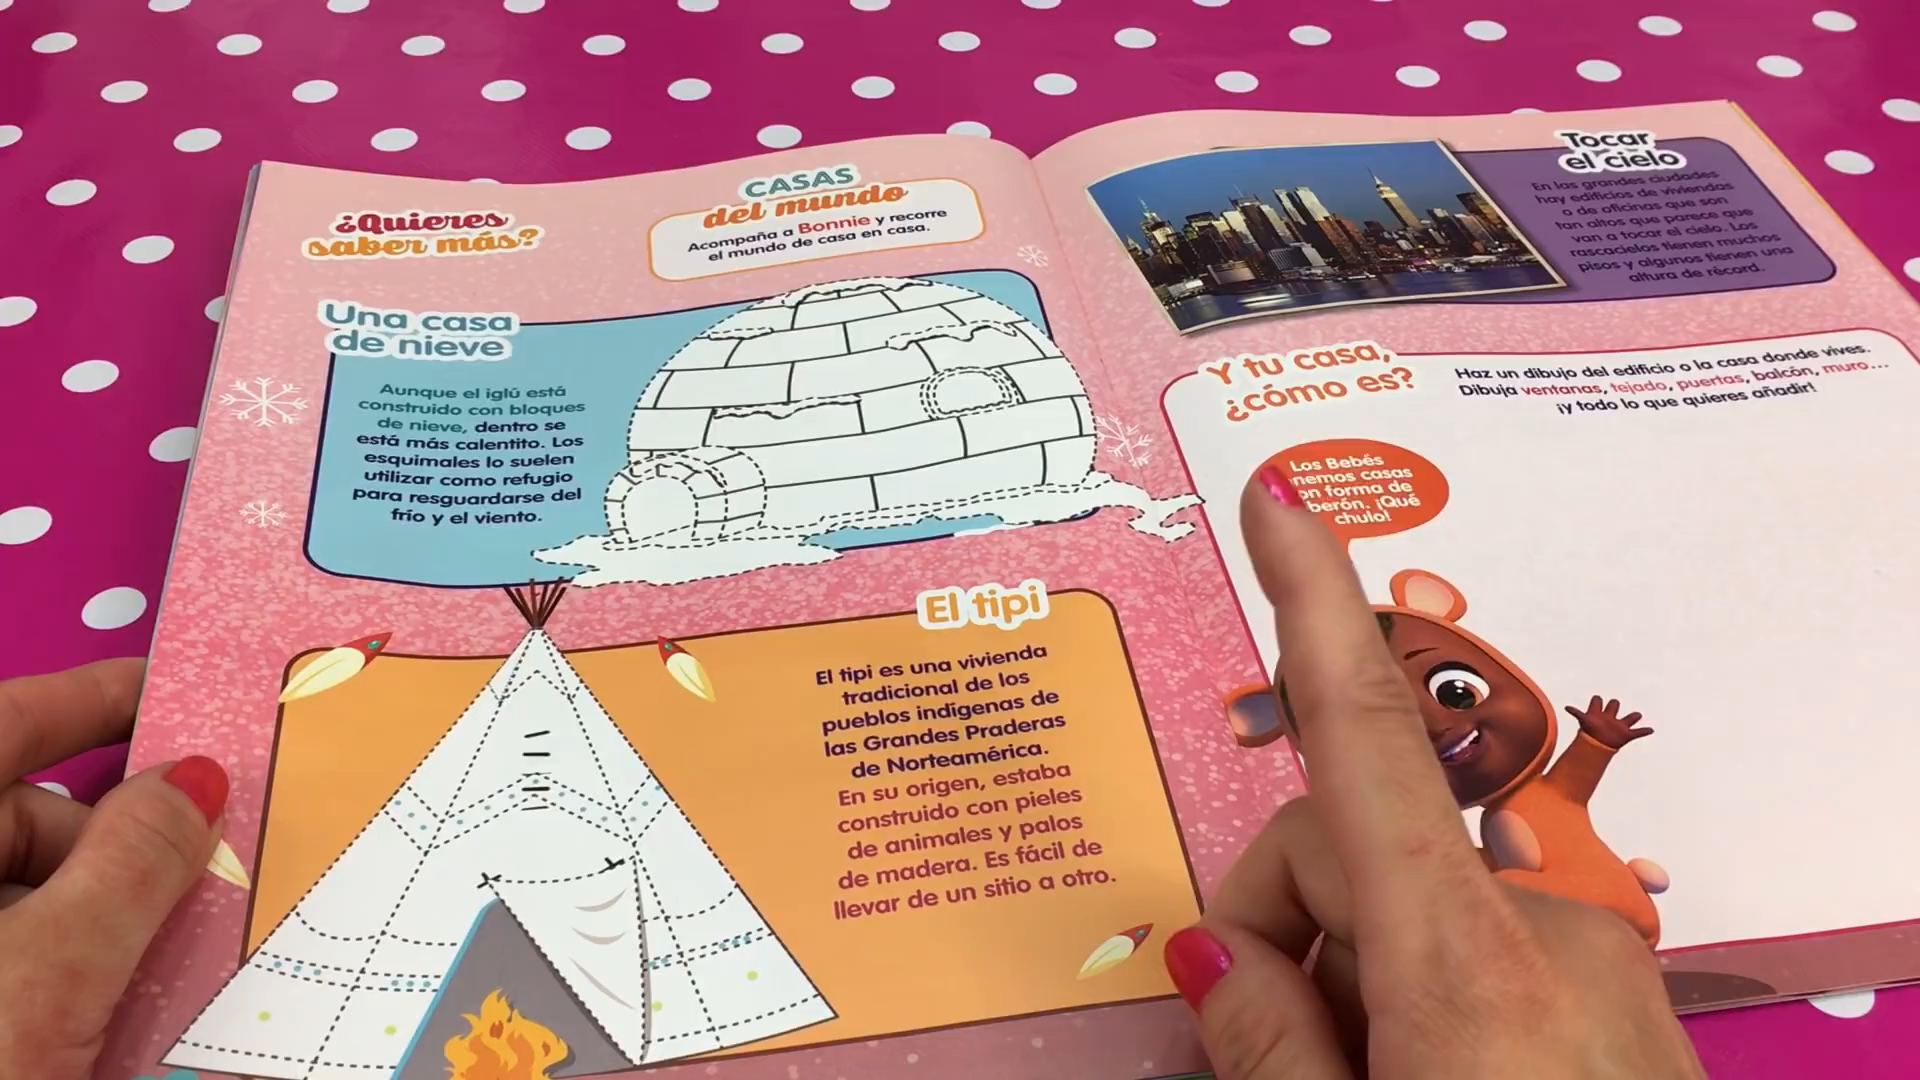 ¿Quieres
saber más?
CASAS
del mundo
Acompaña a Bonnie y recorre
el mundo de casa en casa.
Una casa
de nieve
Aunque el iglú está
construido con bloques
de nieve, dentro se
está más calentito. Los
esquimales lo suelen
utilizar como refugio
para resguardarse del
frío y el viento.
El tipi
El tipi es una vivienda
tradicional de los
pueblos indígenas de
las Grandes Praderas
de Norteamérica.
En su origen, estaba
construido con pieles
de animales y palos
de madera. Es fácil de
llevar de un sitio a otro.
Tocar
el cielo
En las grandes ciudades
hay edificios de viviendas
o de oficinas que son
tan altos que parece que
van a tocar el cielo. Los
rascacielos tienen muchos
pisos y algunos tienen una
altura de récord.
Y tu casa,
¿cómo es?
Haz un dibujo del edificio o la casa donde vives.
Dibuja ventanas, tejado, puertas, balcón, muro...
¡y todo lo que quieres añadir!
Los Bebés
casas
forma de
¡Qué
chulo!